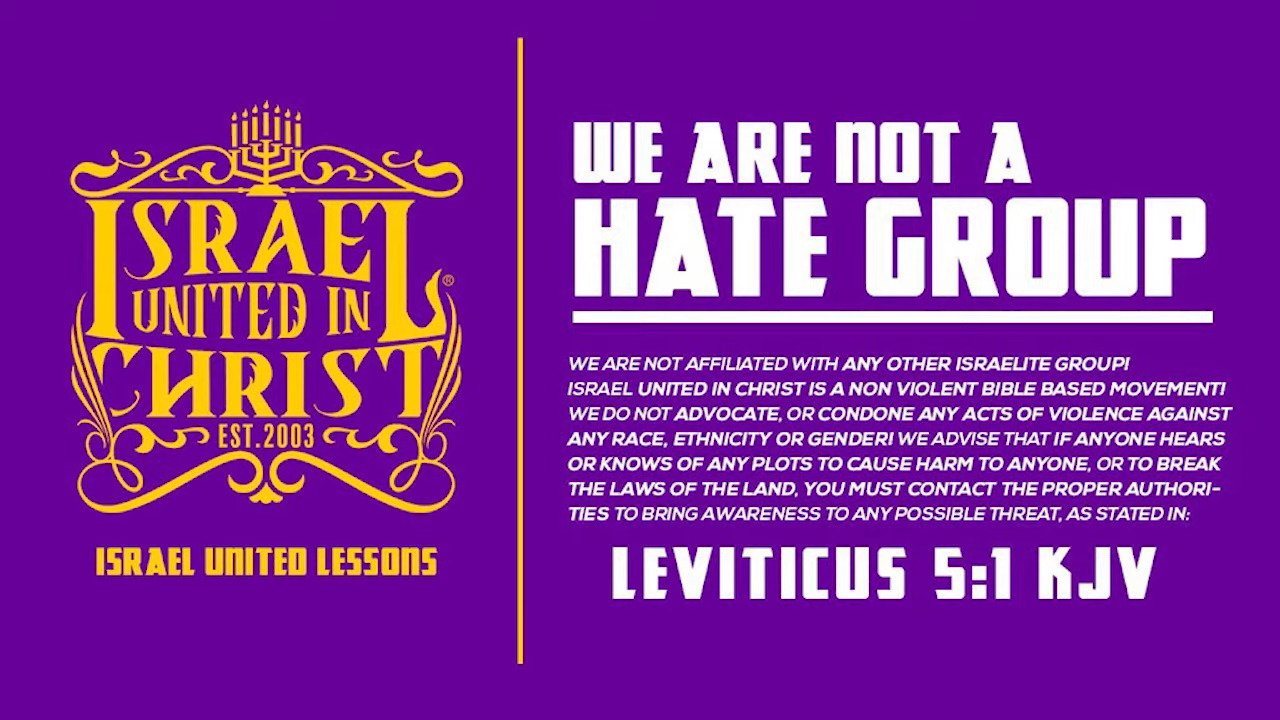 ISRAEL
UNITED IN
CHRIST
®
EST.2003
ISRAEL UNITED LESSONS
WE ARE NOT A
HATE GROUP
WE ARE NOT AFFILIATED WITH ANY OTHER ISRAELITE GROUP!
ISRAEL UNITED IN CHRIST IS A NON VIOLENT BIBLE BASED MOVEMENT!
WE DO NOT ADVOCATE, OR CONDONE ANY ACTS OF VIOLENCE AGAINST
ANY RACE, ETHNICITY OR GENDER! WE ADVISE THAT IF ANYONE HEARS
OR KNOWS OF ANY PLOTS TO CAUSE HARM TO ANYONE, OR TO BREAK
THE LAWS OF THE LAND, YOU MUST CONTACT THE PROPER AUTHORI-
TIES TO BRING AWARENESS TO ANY POSSIBLE THREAT, AS STATED IN:
LEVITICUS 5:1 KJV